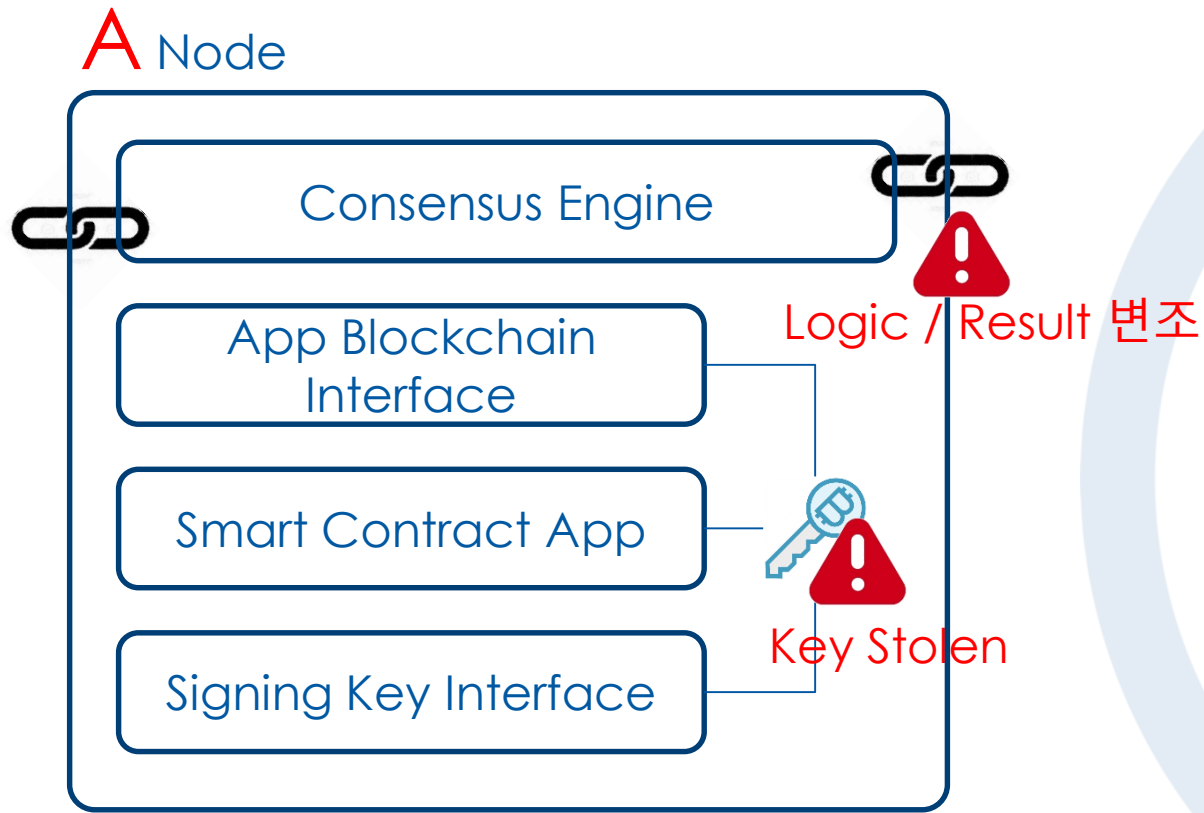 A Node
Consensus Engine
Logic / Result 변조
App Blockchain
Interface
Smart Contract App
Key Stolen
Signing Key Interface